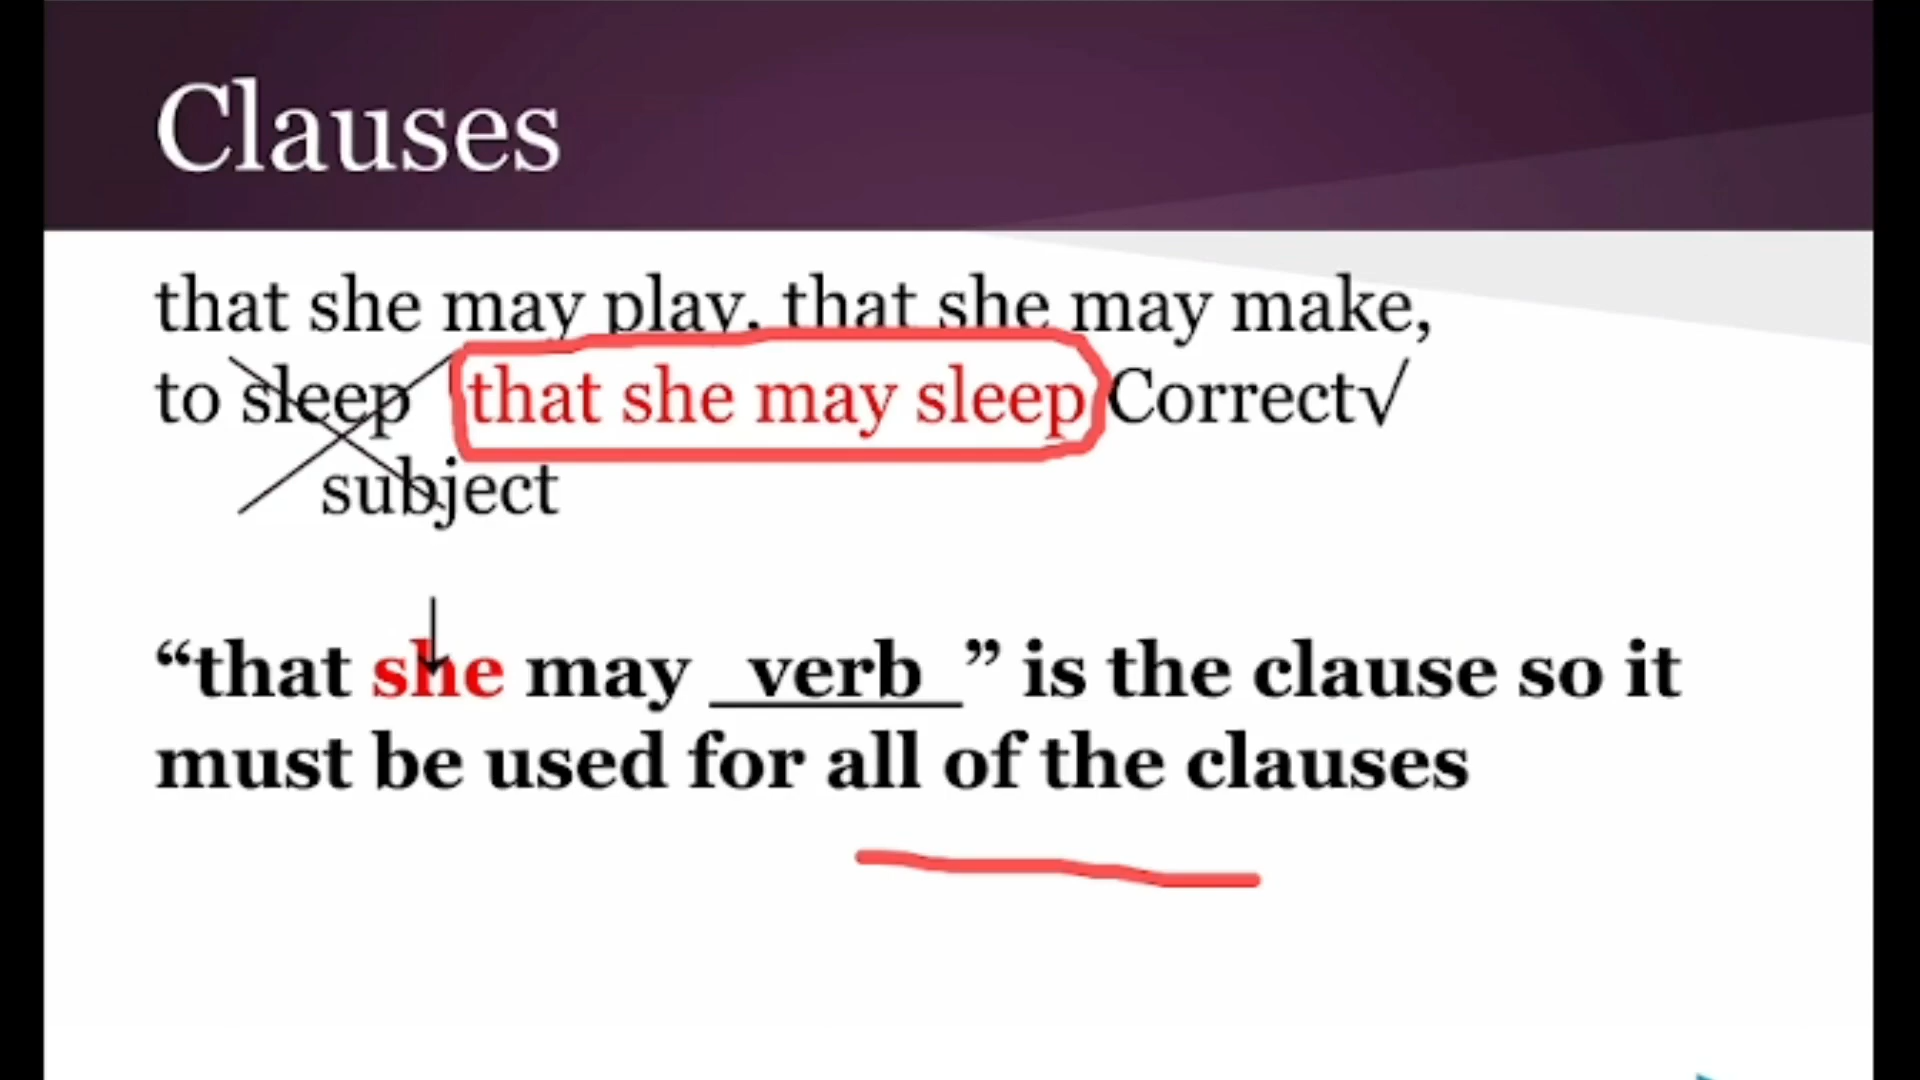 Clauses
that she may play, that she may make,
to sleep that she may sleep Correct√
subject
“that she may verb ” is the clause so it
must be used for all of the clauses